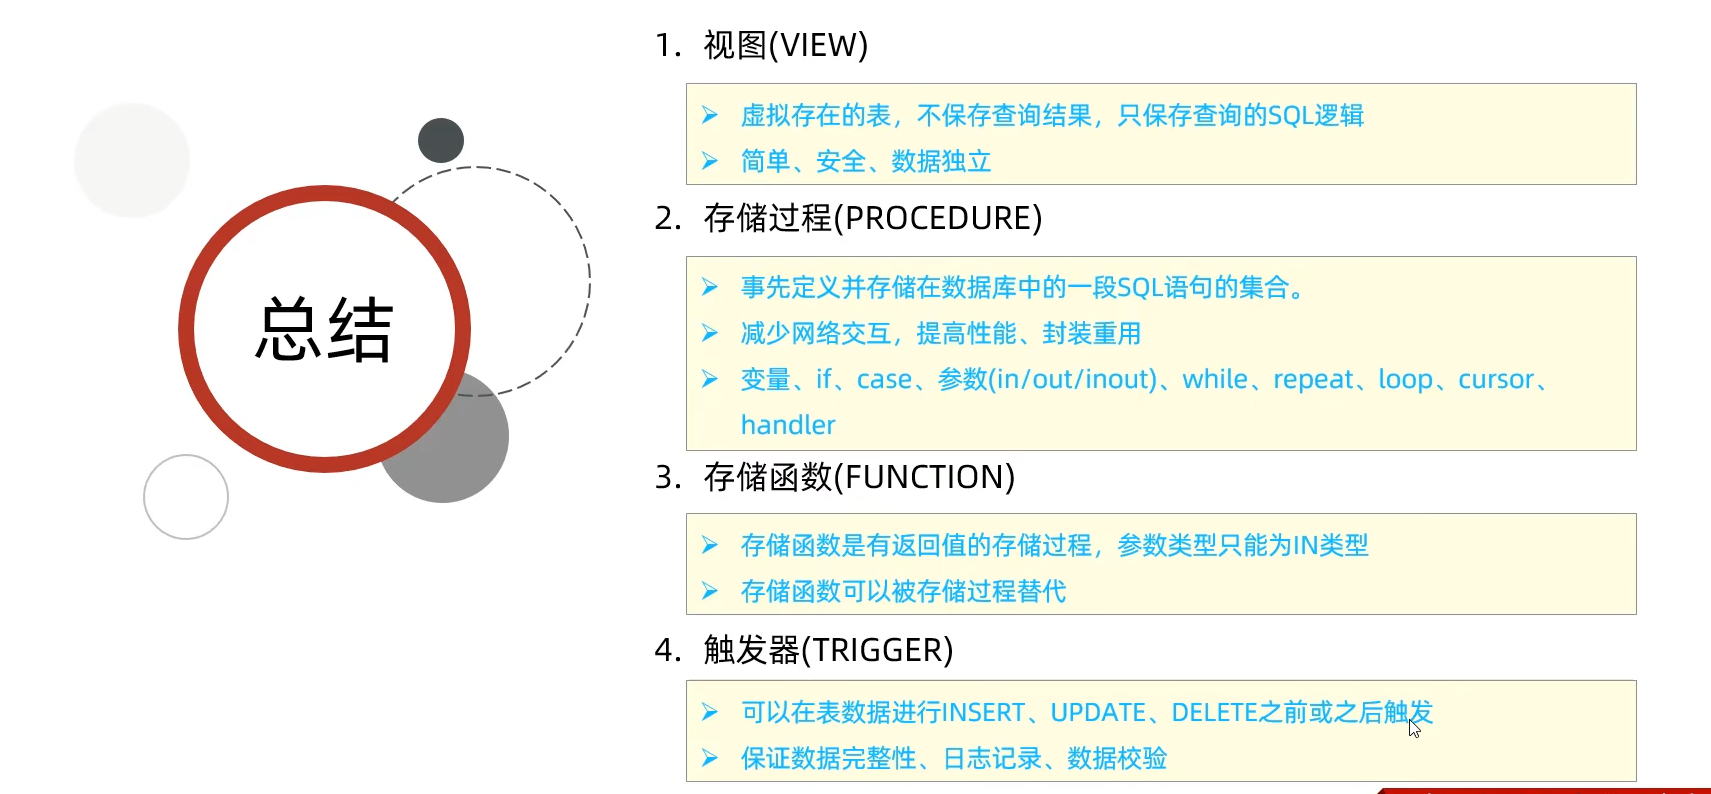 总结
1. 视图(VIEW)
虚拟存在的表，不保存查询结果，只保存查询的SQL逻辑
简单、安全、数据独立
2. 存储过程(PROCEDURE)
事先定义并存储在数据库中的一段SQL语句的集合。
减少网络交互，提高性能、封装重用
变量、if、case、参数(in/out/inout)、while、repeat、loop、cursor、
handler
3. 存储函数(FUNCTION)
存储函数是有返回值的存储过程，参数类型只能为IN类型
存储函数可以被存储过程替代
4. 触发器(TRIGGER)
可以在表数据进行INSERT、UPDATE、DELETE之前或之后触发
保证数据完整性、日志记录、数据校验